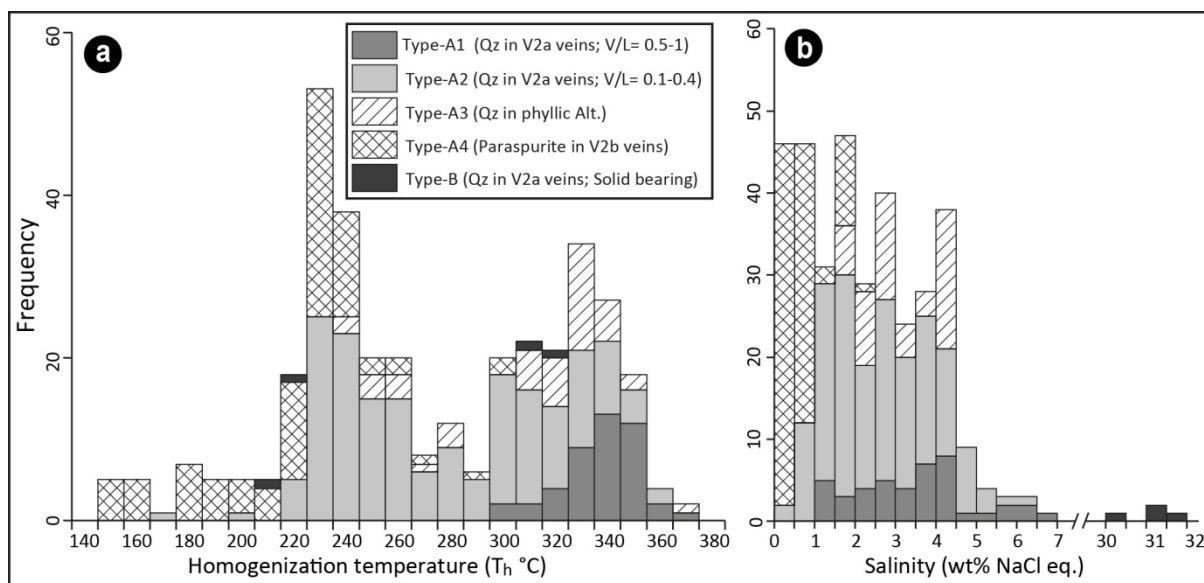 a
Type-A1 (Qz in V2a veins; V/L= 0.5-1)
Type-A2 (Qz in V2a veins; V/L= 0.1-0.4)
Type-A3 (Qz in phyllic Alt.)
Type-A4 (Paraspurite in V2b veins)
Type-B (Qz in V2a veins; Solid bearing)
Frequency
60
40
20
0
140 160 180 200 220 240 260 280 300 320 340 360 380
Homogenization temperature (Th °C)
b
60
50
40
30
20
10
0
0 1 2 3 4 5 6 7 30 31 32
Salinity (wt% NaCl eq.)